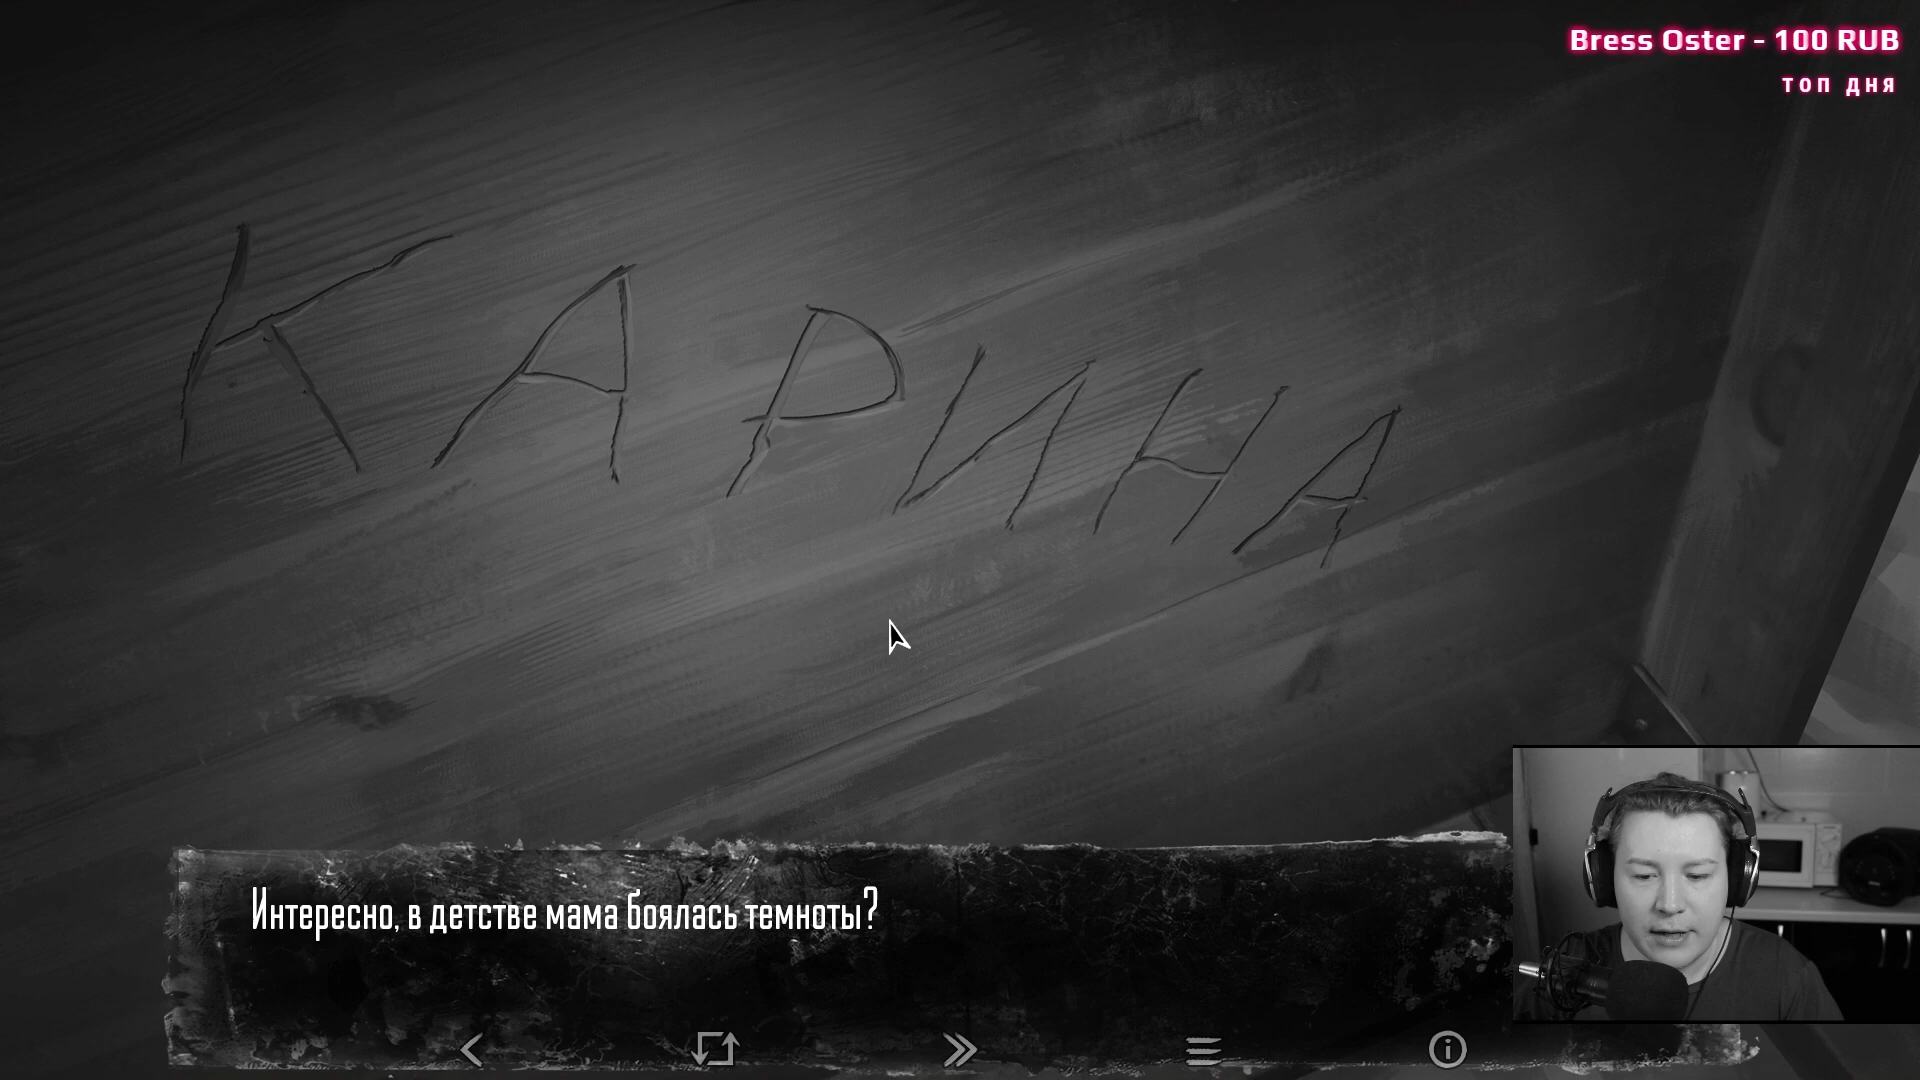 Bress Oster - 100 RUB
топ дня
КАРИНА
Интересно, в детстве мама боялась темноты?